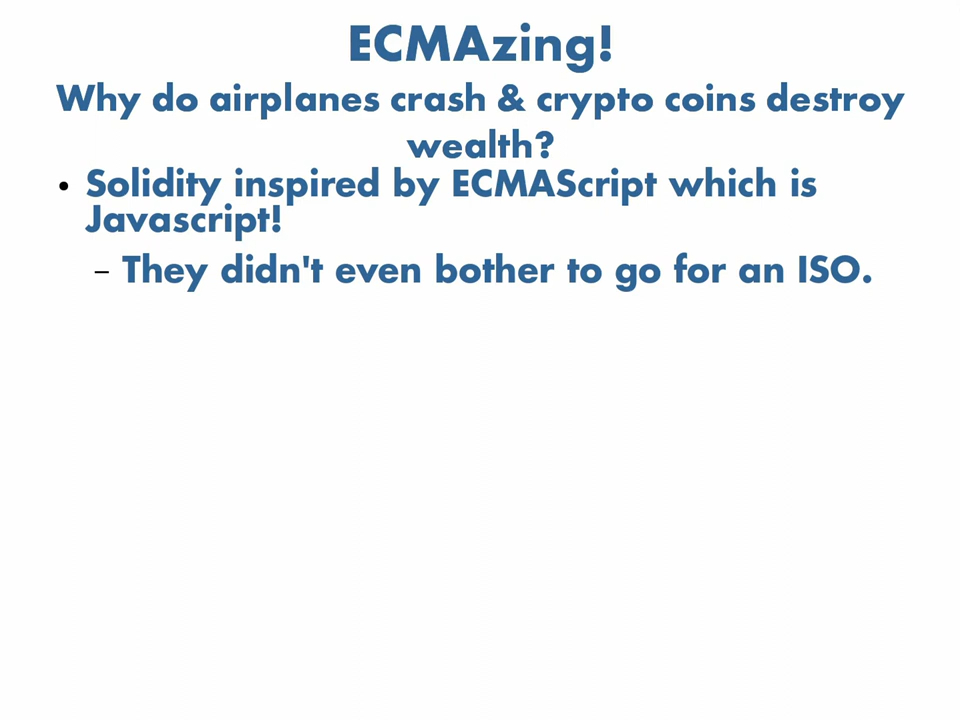 ECMAzing!
Why do airplanes crash & crypto coins destroy
wealth?
• Solidity inspired by ECMAScript which is
Javascript!
– They didn't even bother to go for an ISO.